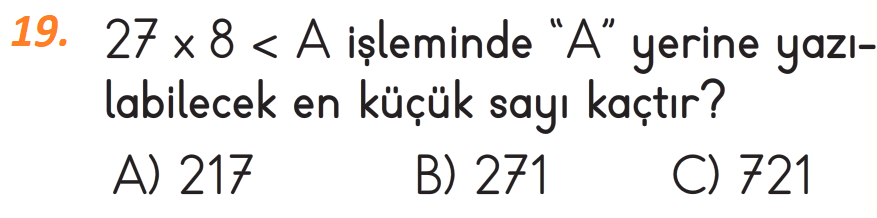 19. 27 x 8 < A işleminde “A” yerine yazı-
labilecek en küçük sayı kaçtır?
A) 217 B) 271 C) 721